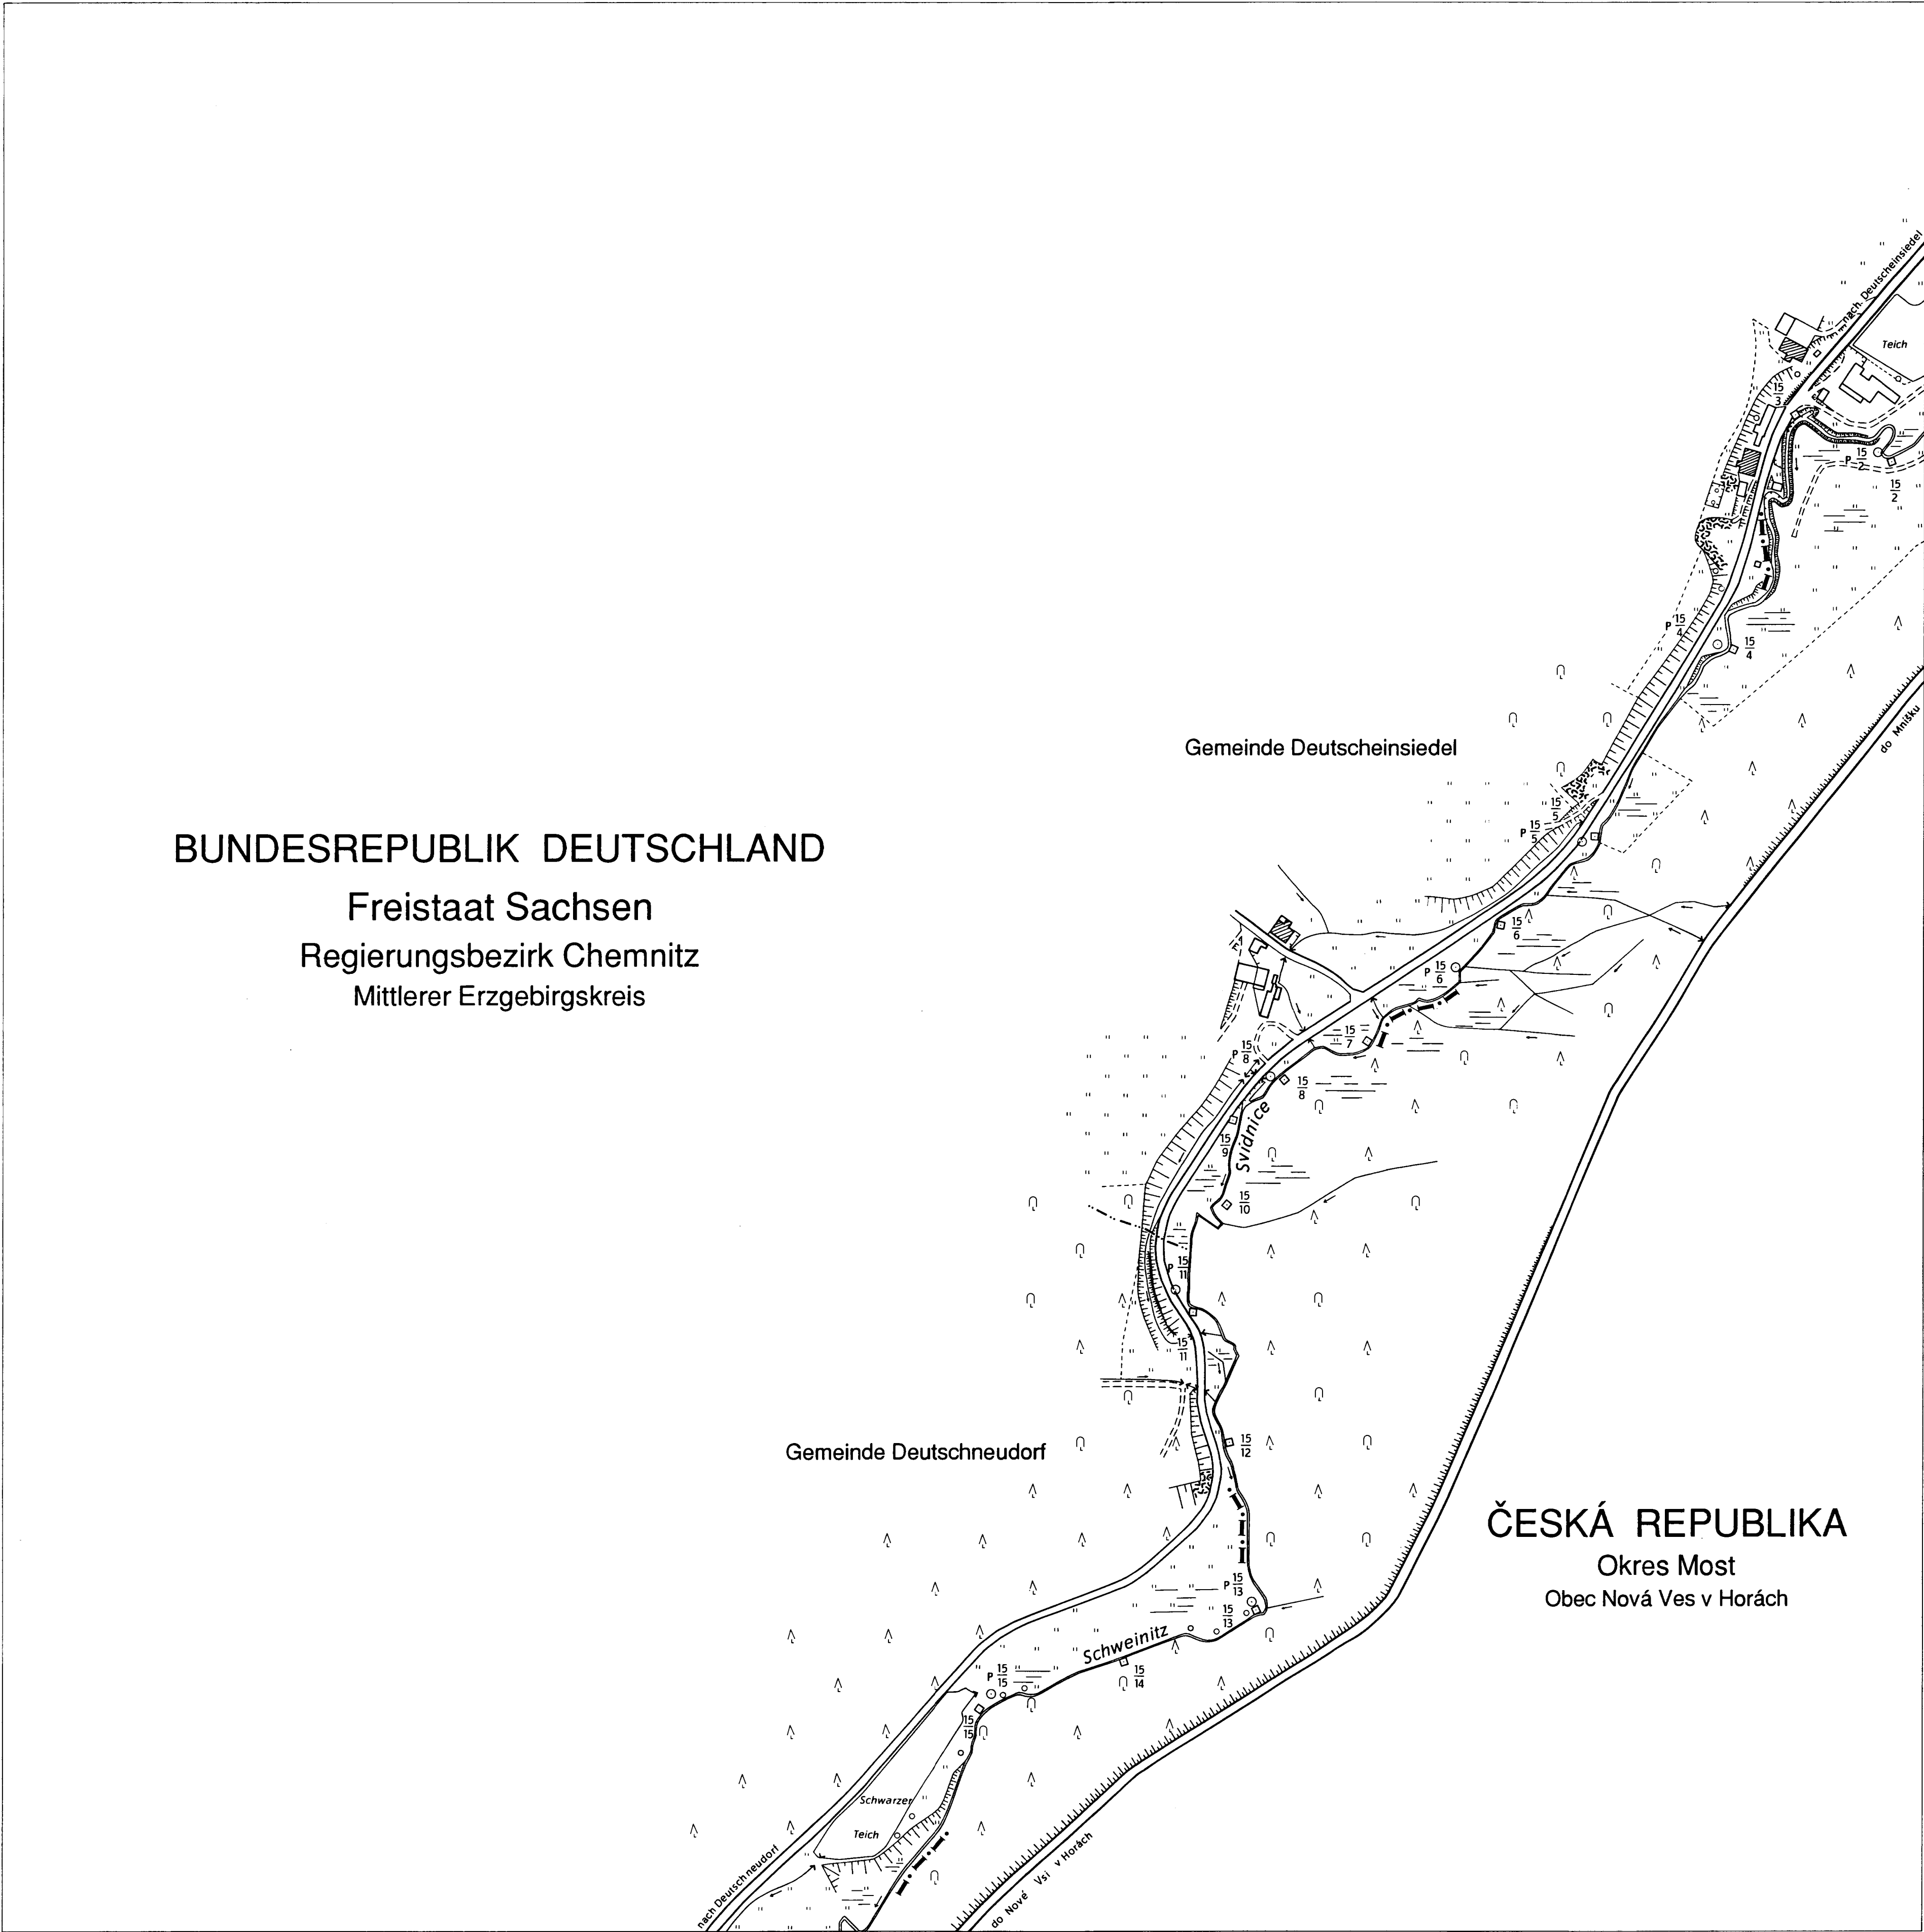 nach Deutscheinsiedel
Teich
15
3
P 15
2
15
2
P 15
4
15
4
do Mníšku
Gemeinde Deutscheinsiedel
15
5
P 15
5
BUNDESREPUBLIK DEUTSCHLAND
Freistaat Sachsen
Regierungsbezirk Chemnitz
Mittlerer Erzgebirgskreis
15
6
P 15
6
15
7
P 15
8
15
8
Svídnice
15
9
15
10
P 15
11
15
11
Gemeinde Deutschneudorf
15
12
ČESKÁ REPUBLIKA
Okres Most
Obec Nová Ves v Horách
P 15
13
15
13
Schweinitz
15
14
P 15
15
15
15
Schwarzer
Teich
nach Deutschneudorf
do Nové Vsi v Horách